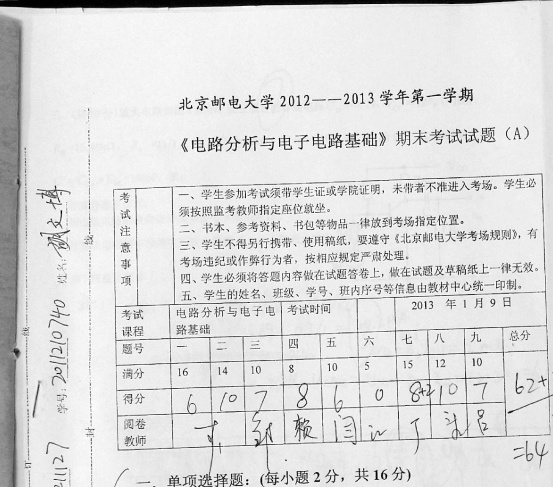 北京邮电大学2012——2013学年第一学期
《电路分析与电子电路基础》期末考试试题（A）
考试注意事项
一、学生参加考试须带学生证或学院证明，未带者不准进入考场。学生必
须按照监考教师指定座位就坐。
二、书本、参考资料、书包等物品一律放到考场指定位置。
三、学生不得另行携带、使用稿纸，要遵守《北京邮电大学考场规则》，有
考场违纪或作弊行为者，按相应规定严肃处理。
四、学生必须将答题内容做在试题答卷上，做在试题及草稿纸上一律无效。
五、学生的姓名、班级、学号、班内序号等信息由教材中心统一印制。
考试课程 电路分析与电子电路基础 考试时间 2013 年 1 月 9 日
题号 一 二 三 四 五 六 七 八 九 总分
满分 16 14 10 8 10 5 15 12 10
得分 6 10 7 8 6 0 8+2 10 7 62+
阅卷教师
=64
一、单项选择题：(每小题 2 分，共 16 分)
姓名：
学号：2011210740
21127
线
封
订